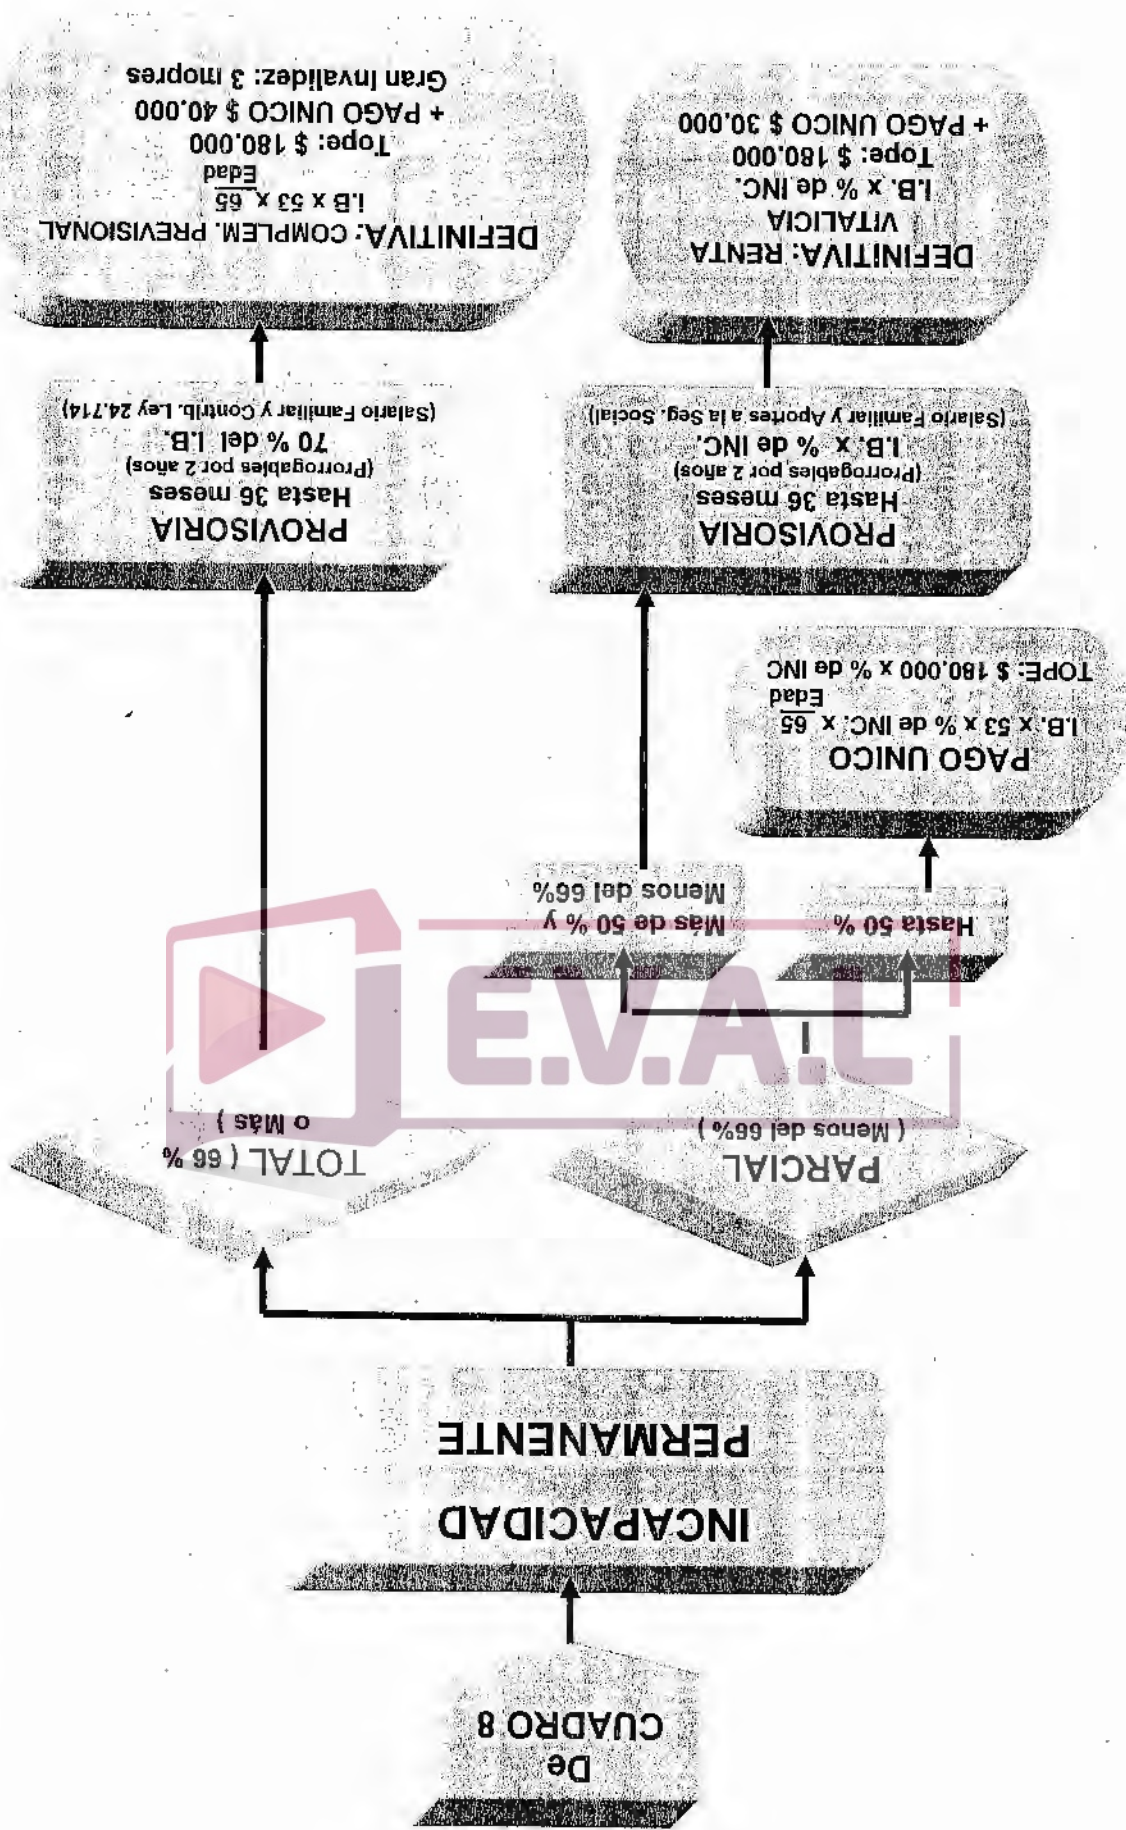 De
CUADRO 8
INCAPACIDAD
PERMANENTE
PARCIAL
( Menos del 66% )
TOTAL ( 66 %
o Más )
Hasta 50 %
Más de 50 % y
Menos del 66%
PAGO UNICO
I.B. x 53 x % de INC. x 65
Edad
TOPE: $ 180.000 x % de INC
PROVISORIA
Hasta 36 meses
(Prorrogables por 2 años)
I.B. x % de INC.
(Salario Familiar y Aportes a la Seg. Social)
PROVISORIA
Hasta 36 meses
(Prorrogables por 2 años)
70 % del I.B.
(Salario Familiar y Contrib. Ley 24.714)
DEFINITIVA: RENTA
VITALICIA
I.B. x % de INC.
Tope: $ 180.000
+ PAGO UNICO $ 30.000
DEFINITIVA: COMPLEM. PREVISIONAL
I.B x 53 x 65
Edad
Tope: $ 180.000
+ PAGO UNICO $ 40.000
Gran Invalidez: 3 mopres
E.V.A.L